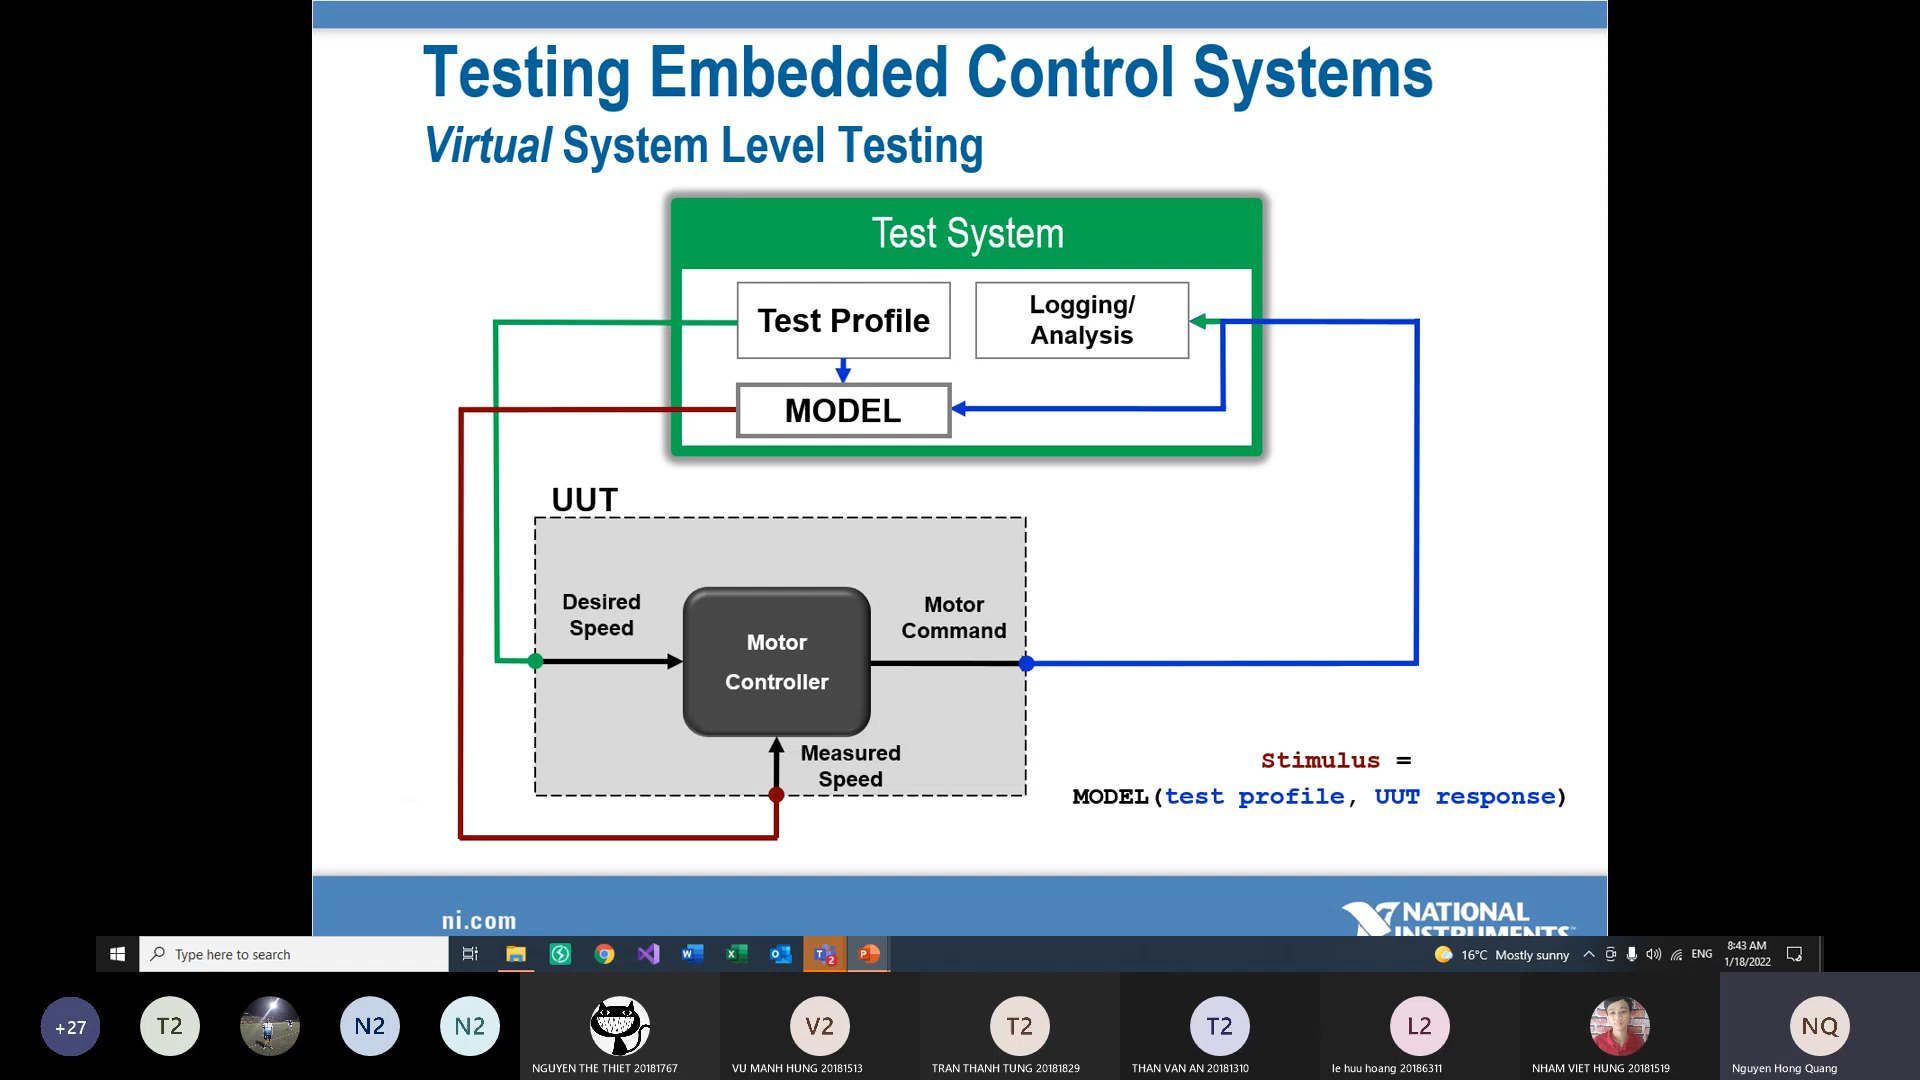 Testing Embedded Control Systems
Virtual System Level Testing
Test System
Test Profile
Logging/
Analysis
MODEL
UUT
Desired
Speed
Motor
Controller
Motor
Command
Measured
Speed
Stimulus =
MODEL(test profile, UUT response)
ni.com
NATIONAL
INSTRUMENTS
Type here to search
2
16°C Mostly sunny
ENG
8:43 AM
1/18/2022
+27
T2
N2
N2
V2
T2
T2
L2
NQ
NGUYEN THE THIET 20181767
VU MANH HUNG 20181513
TRAN THANH TUNG 20181829
THAN VAN AN 20181310
le huu hoang 20186311
NHAM VIET HUNG 20181519
Nguyen Hong Quang